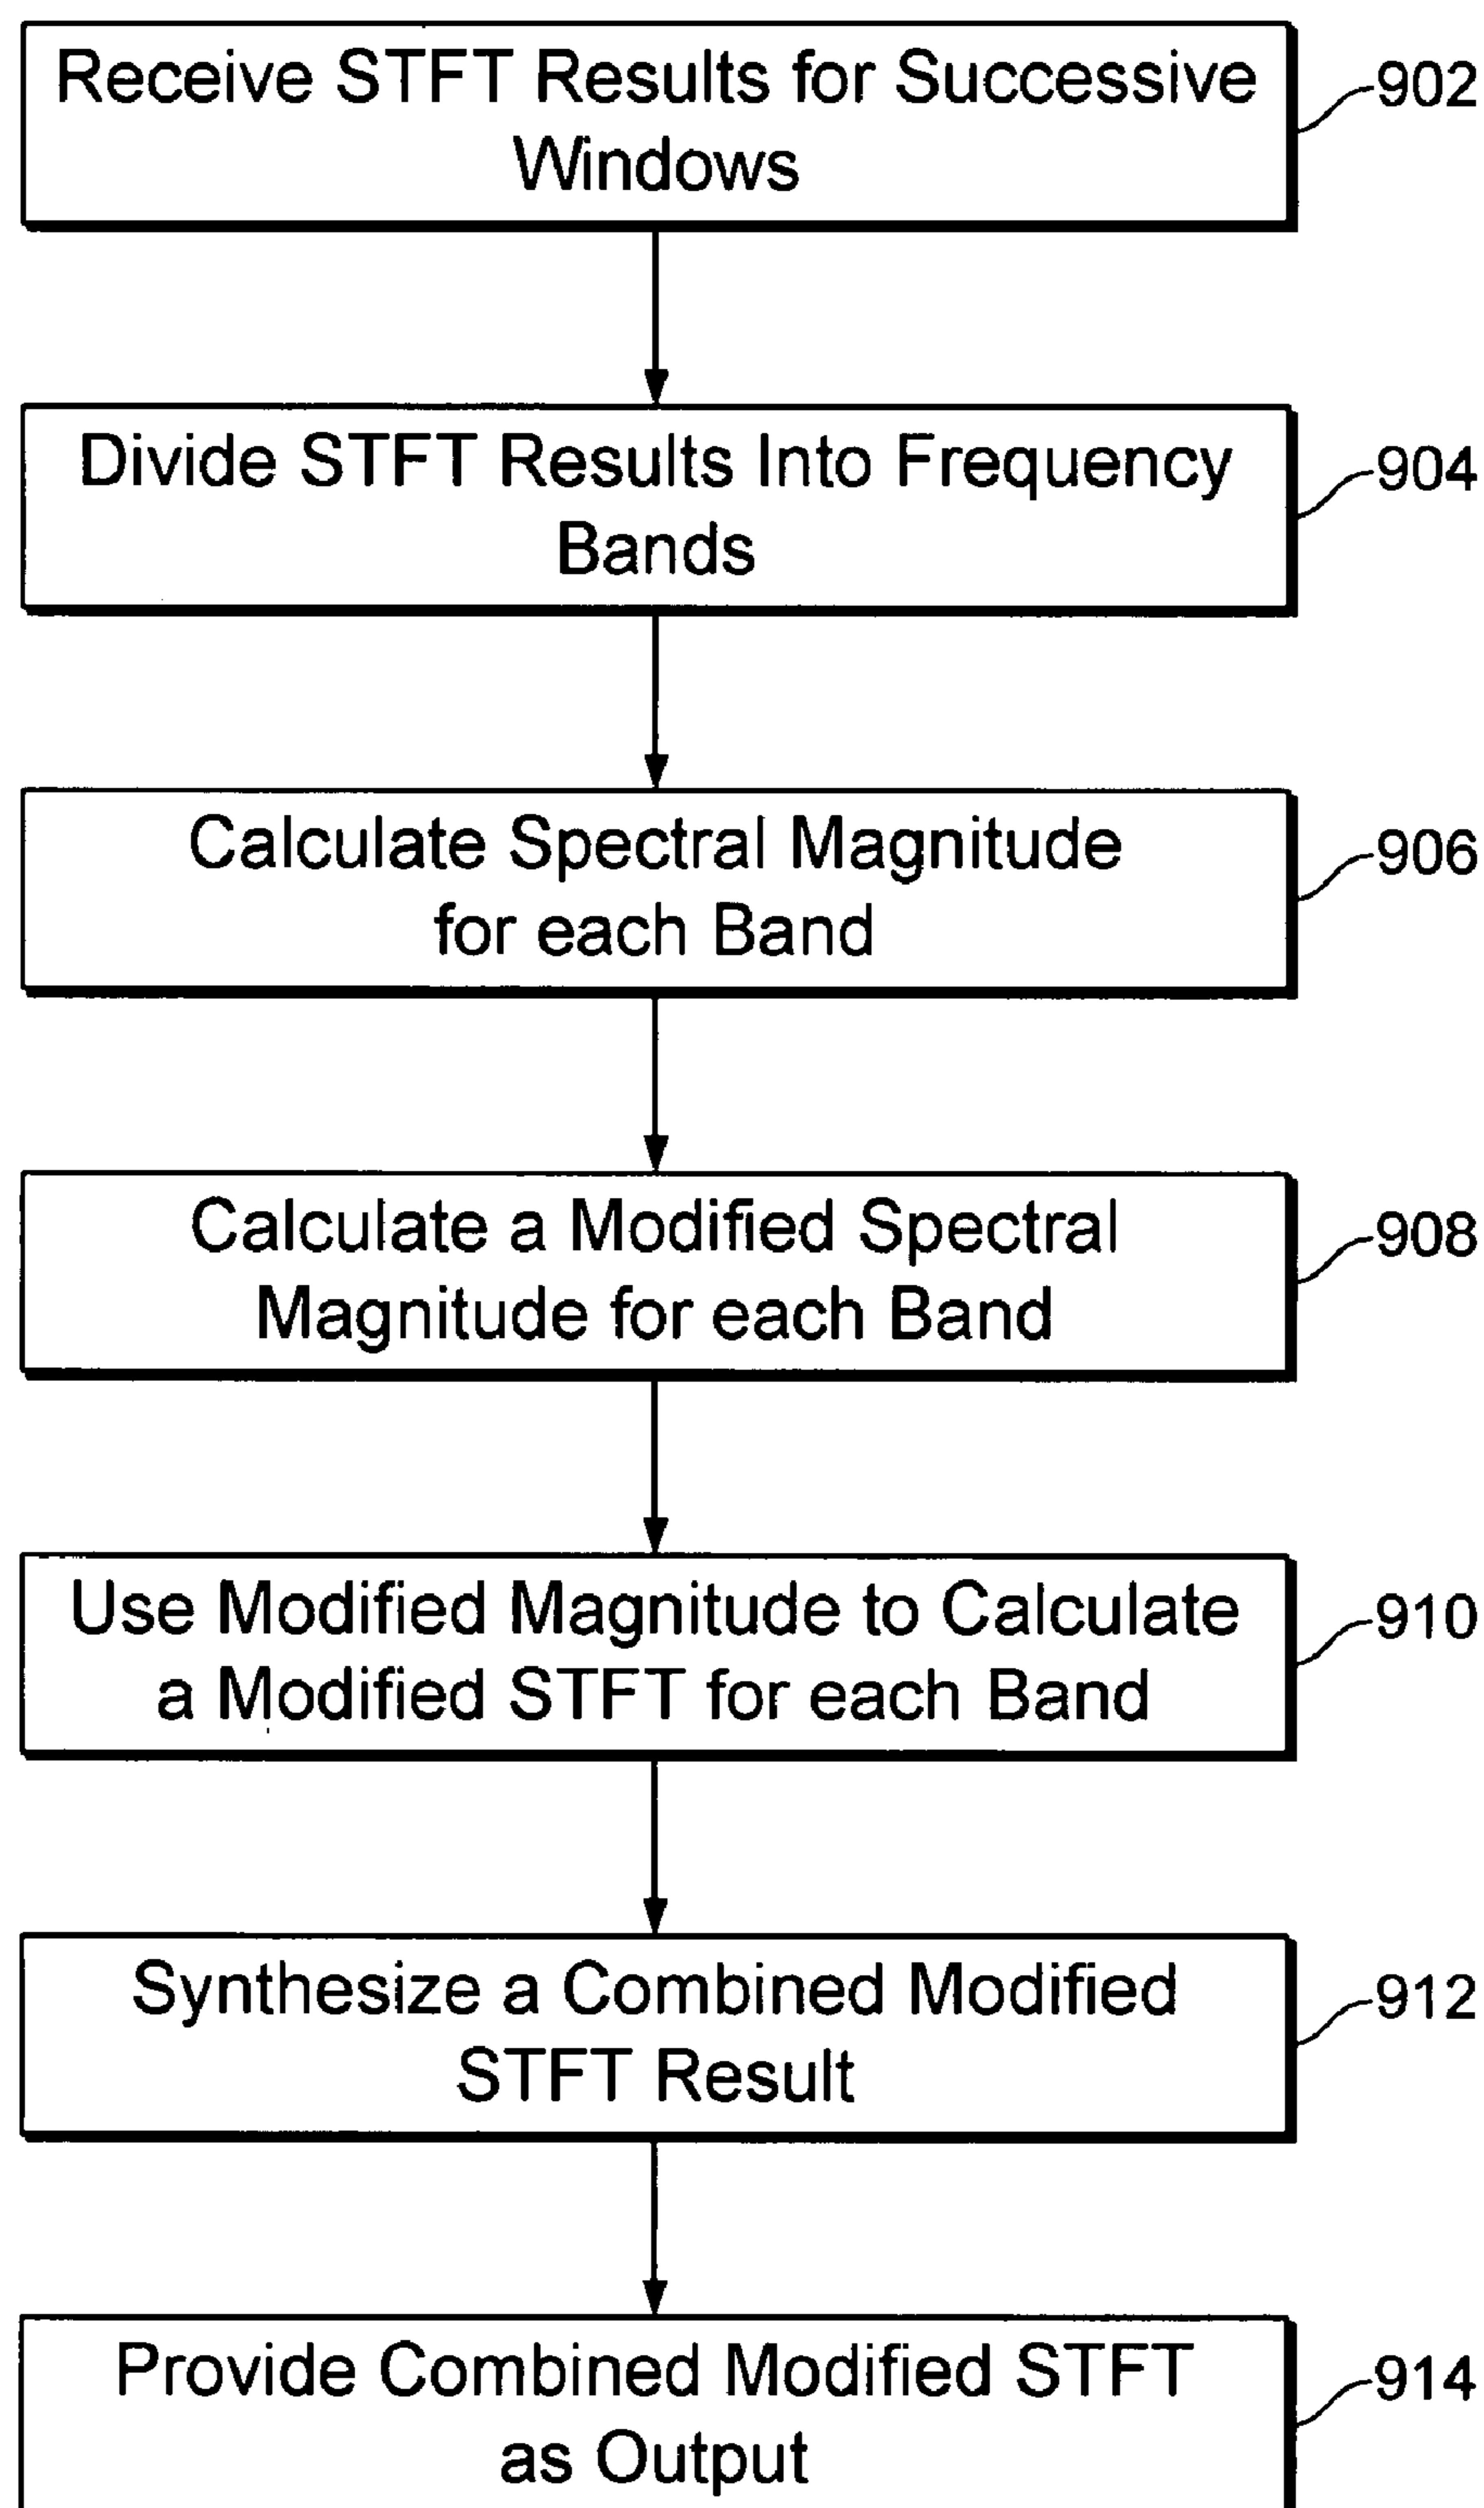 Receive STFT Results for Successive
Windows
902
Divide STFT Results Into Frequency
Bands
904
Calculate Spectral Magnitude
for each Band
906
Calculate a Modified Spectral
Magnitude for each Band
908
Use Modified Magnitude to Calculate
a Modified STFT for each Band
910
Synthesize a Combined Modified
STFT Result
912
Provide Combined Modified STFT
as Output
914